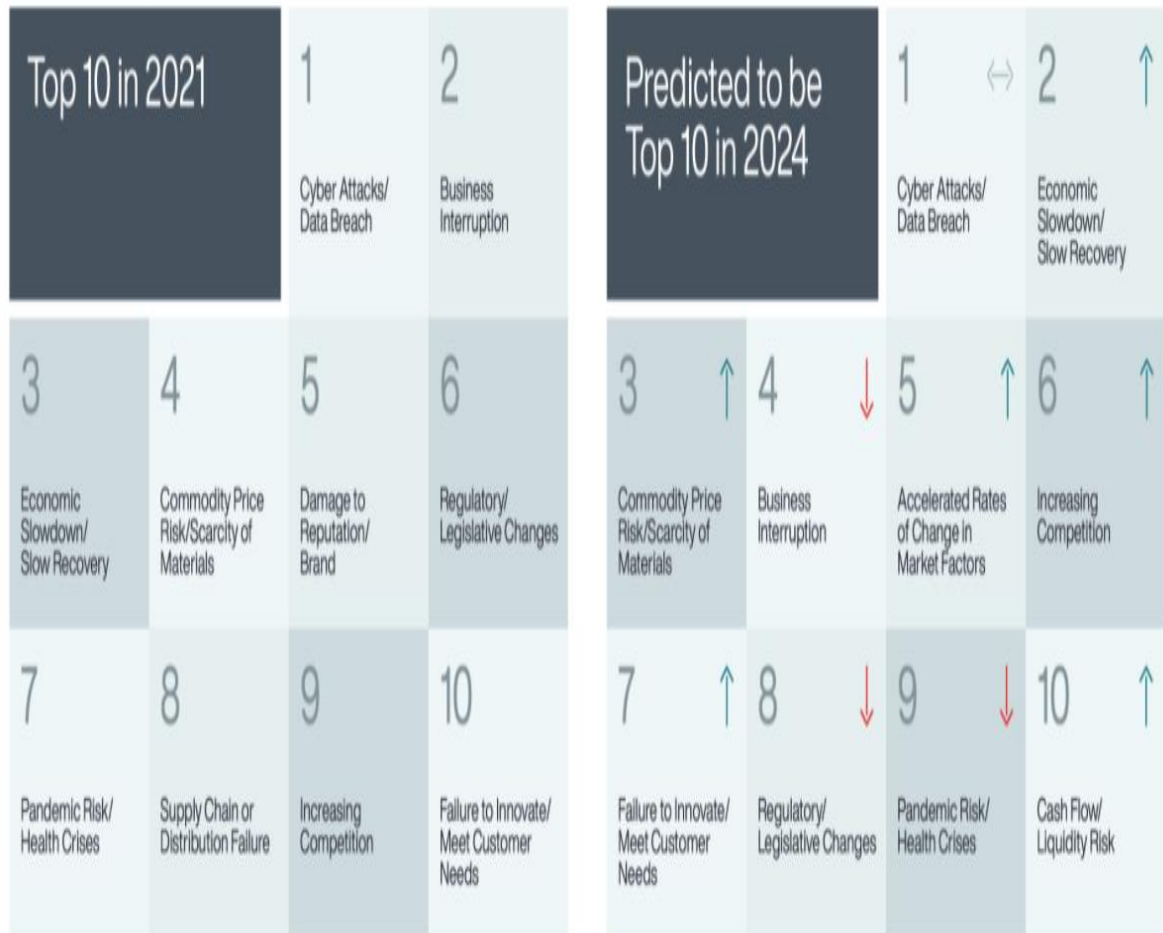 Top 10 in 2021
1
Cyber Attacks/
Data Breach
2
Business
Interruption
3
Economic
Slowdown/
Slow Recovery
4
Commodity Price
Risk/Scarcity of
Materials
5
Damage to
Reputation/
Brand
6
Regulatory/
Legislative Changes
7
Pandemic Risk/
Health Crises
8
Supply Chain or
Distribution Failure
9
Increasing
Competition
10
Failure to Innovate/
Meet Customer
Needs
Predicted to be
Top 10 in 2024
1
Cyber Attacks/
Data Breach
2
Economic
Slowdown/
Slow Recovery
3
Commodity Price
Risk/Scarcity of
Materials
4
Business
Interruption
5
Accelerated Rates
of Change in
Market Factors
6
Increasing
Competition
7
Failure to Innovate/
Meet Customer
Needs
8
Regulatory/
Legislative Changes
9
Pandemic Risk/
Health Crises
10
Cash Flow/
Liquidity Risk